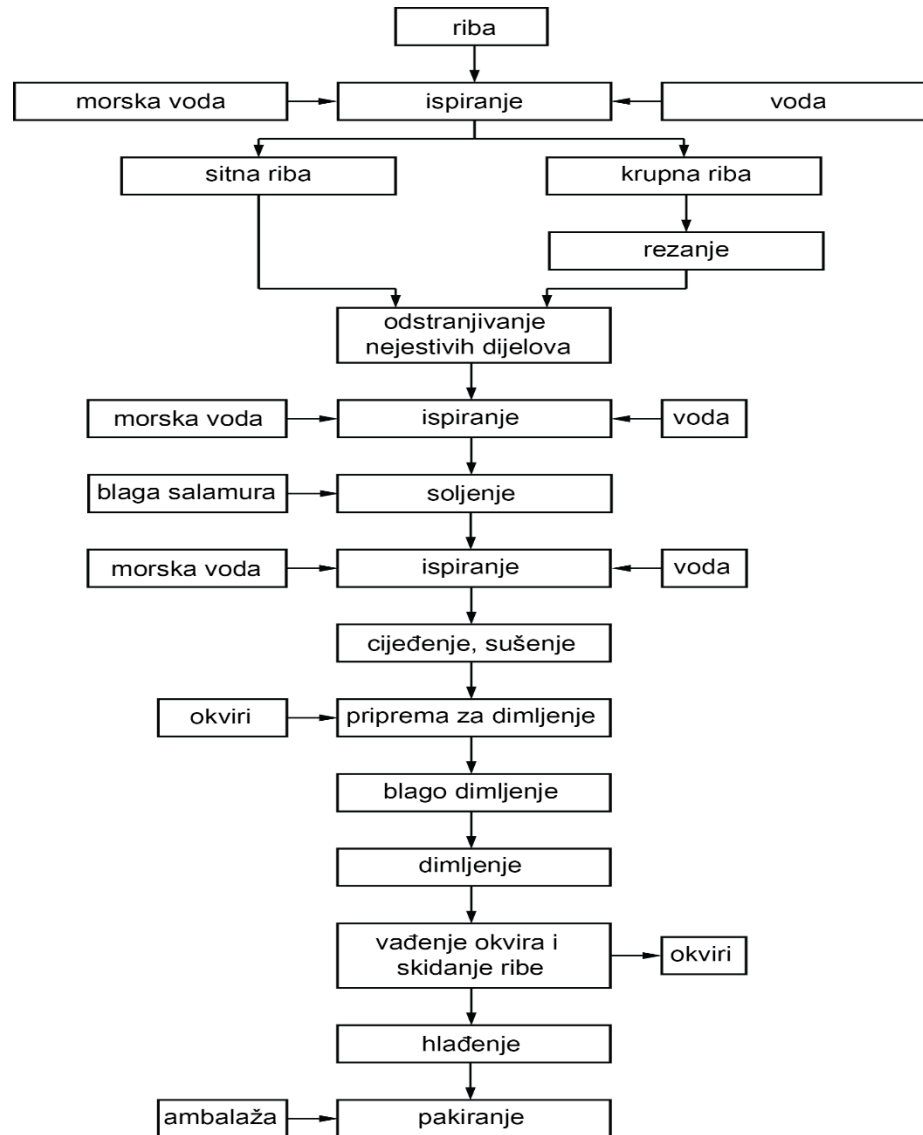 riba
morska voda
ispiranje
voda
sitna riba
krupna riba
rezanje
odstranjivanje
nejestivih dijelova
morska voda
ispiranje
voda
blaga salamura
soljenje
morska voda
ispiranje
voda
cijeđenje, sušenje
okviri
priprema za dimljenje
blago dimljenje
dimljenje
vađenje okvira i
skidanje ribe
okviri
hlađenje
ambalaža
pakiranje